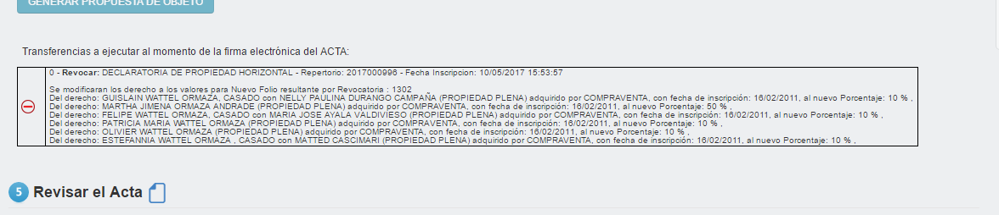 GENERAR PROPUESTA DE OBJETO
Transferencias a ejecutar al momento de la firma electrónica del ACTA:
0 - Revocar: DECLARATORIA DE PROPIEDAD HORIZONTAL - Repertorio: 2017000996 - Fecha Inscripcion: 10/05/2017 15:53:57
Se modificaran los derecho a los valores para Nuevo Folio resultante por Revocatoria : 1302
Del derecho: GUISLAIN WATTEL ORMAZA, CASADO con NELLY PAULINA DURANGO CAMPAÑA (PROPIEDAD PLENA) adquirido por COMPRAVENTA, con fecha de inscripción: 16/02/2011, al nuevo Porcentaje: 10 % ,
Del derecho: MARTHA JIMENA ORMAZA ANDRADE (PROPIEDAD PLENA) adquirido por COMPRAVENTA, con fecha de inscripción: 16/02/2011, al nuevo Porcentaje: 50 % ,
Del derecho: FELIPE WATTEL ORMAZA, CASADO con MARIA JOSE AYALA VALDIVIESO (PROPIEDAD PLENA) adquirido por COMPRAVENTA, con fecha de inscripción: 16/02/2011, al nuevo Porcentaje: 10 % ,
Del derecho: PATRICIA MARIA WATTEL ORMAZA (PROPIEDAD PLENA) adquirido por COMPRAVENTA, con fecha de inscripción: 16/02/2011, al nuevo Porcentaje: 10 % ,
Del derecho: OLIVIER WATTEL ORMAZA (PROPIEDAD PLENA) adquirido por COMPRAVENTA, con fecha de inscripción: 16/02/2011, al nuevo Porcentaje: 10 % ,
Del derecho: ESTEFANNIA WATTEL ORMAZA , CASADO con MATTED CASCIMARI (PROPIEDAD PLENA) adquirido por COMPRAVENTA, con fecha de inscripción: 16/02/2011, al nuevo Porcentaje: 10 % ,
5 Revisar el Acta